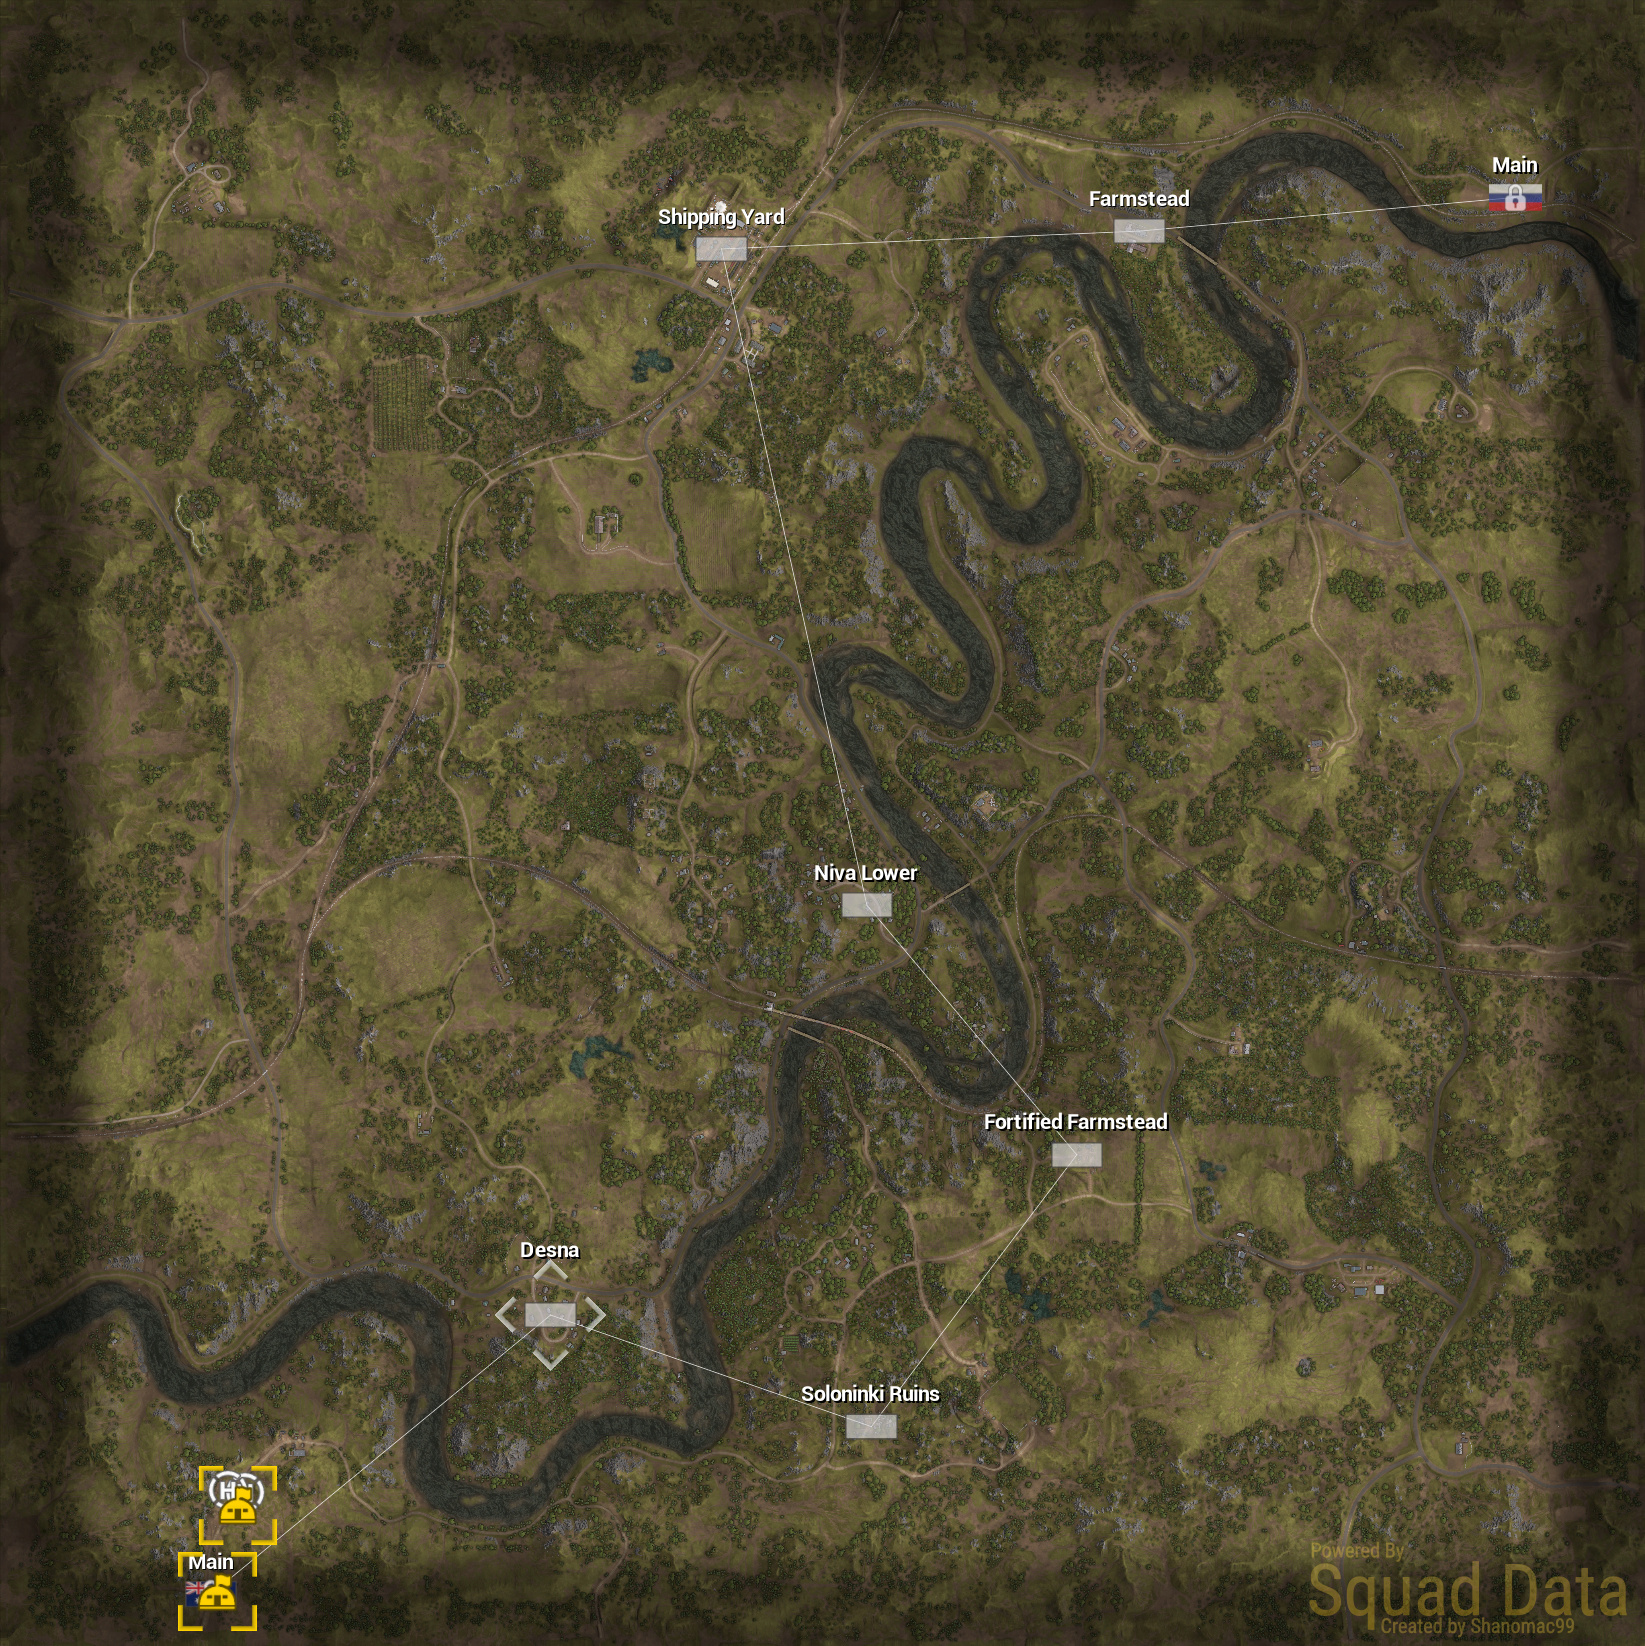 Main
Farmstead
Shipping Yard
Niva Lower
Fortified Farmstead
Desna
Soloninki Ruins
Main
Powered By
Squad Data
Created by Shanomac99